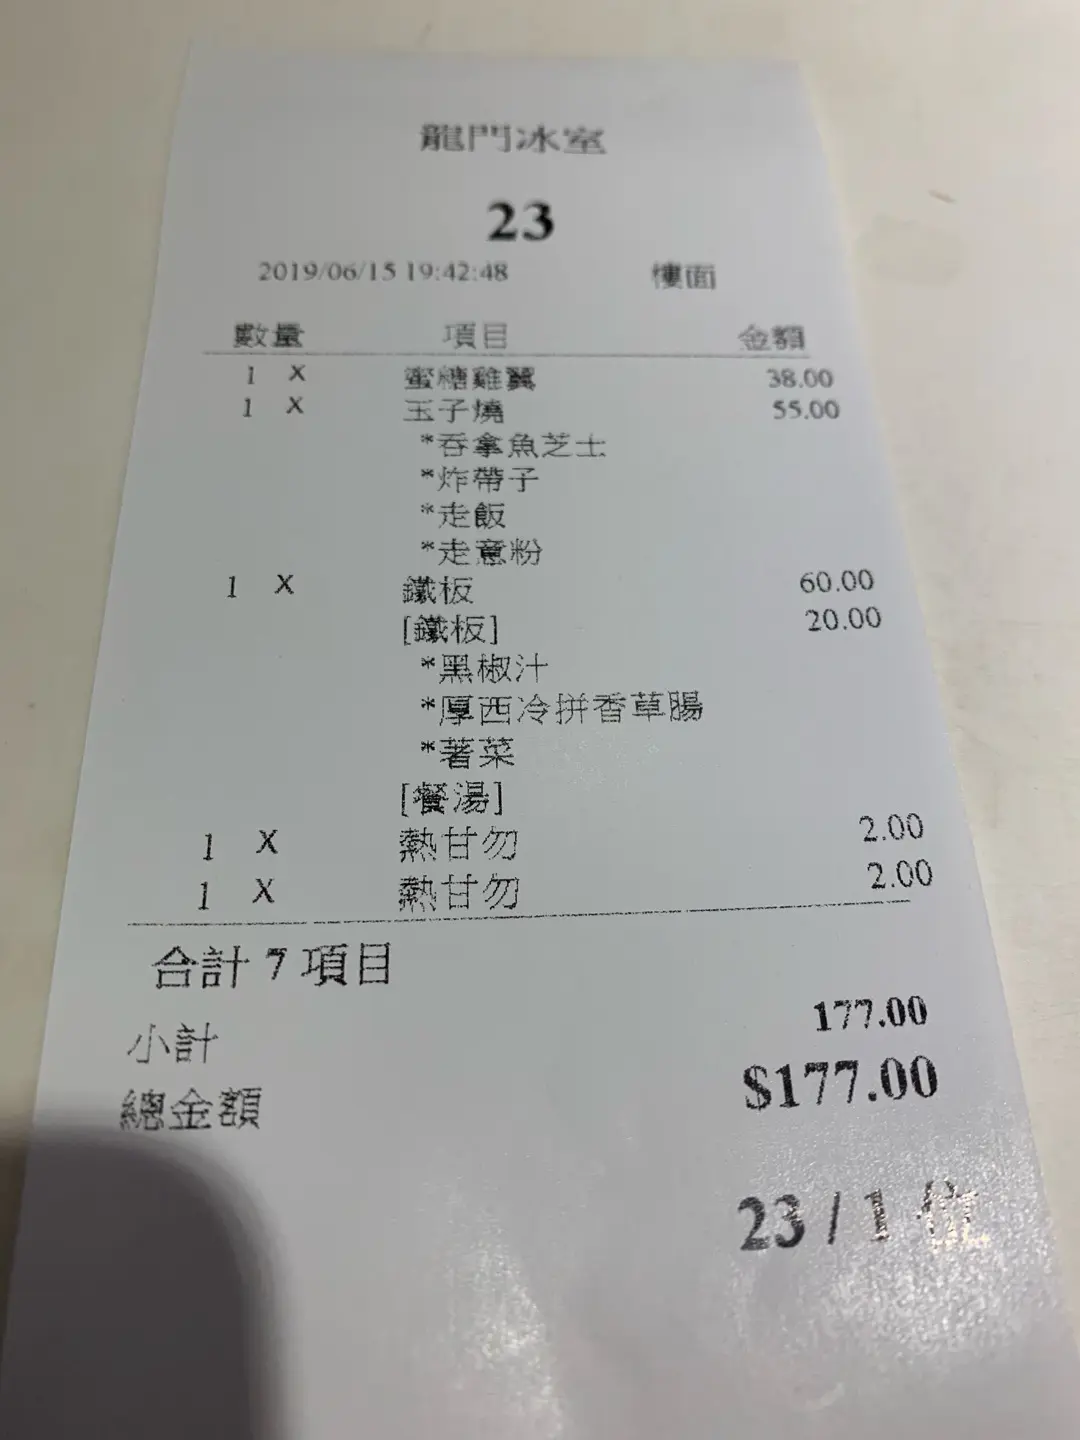 龍門冰室
23
2019/06/15 19:42:48 樓面
數量 項目 金額
1 X 蜜糖雞翼 38.00
1 X 玉子燒 55.00
*吞拿魚芝士
*炸帶子
*走飯
*走意粉
1 X 鐵板 60.00
[鐵板] 20.00
*黑椒汁
*厚西冷拼香草腸
*薯菜
[餐湯]
1 X 熱甘勿 2.00
1 X 熱甘勿 2.00
合計 7 項目
小計 177.00
總金額 $177.00
23 / 1 位